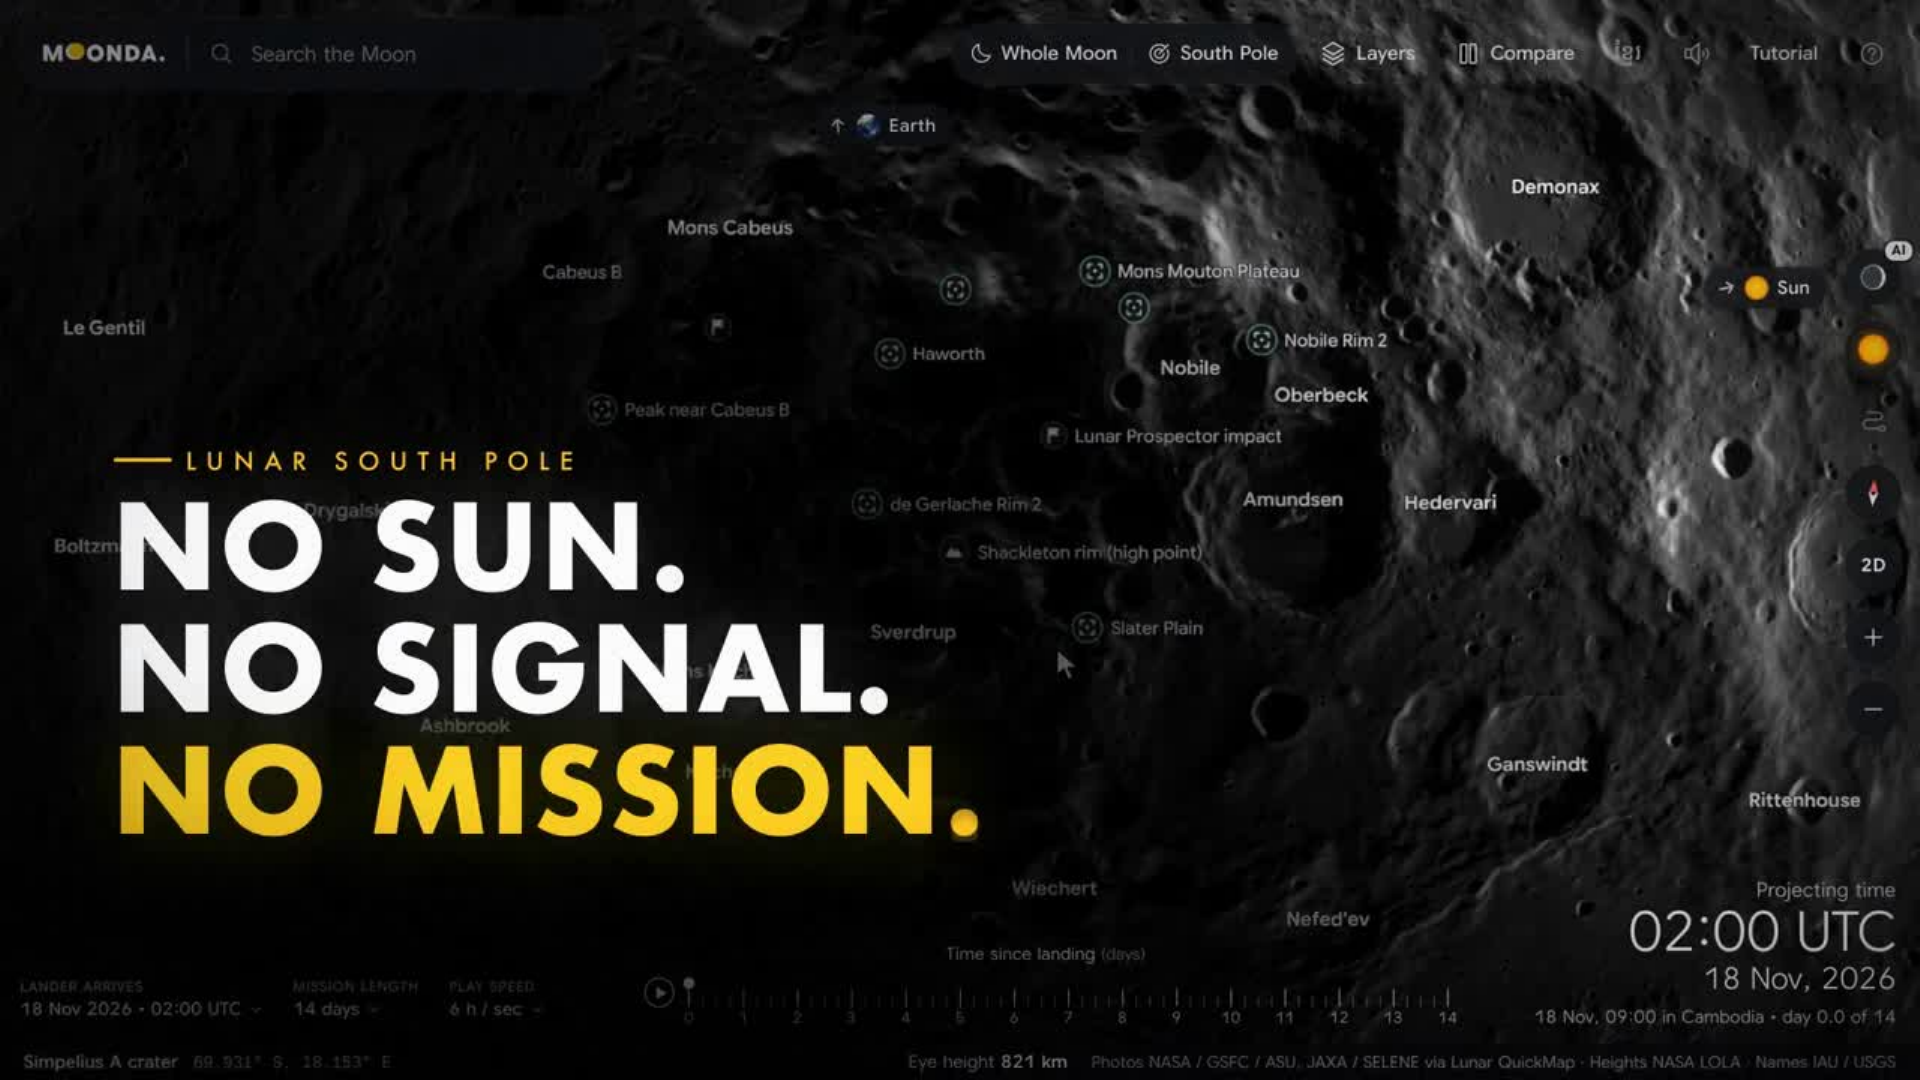 MOONDA.
Search the Moon
Whole Moon
South Pole
Layers
Compare
Tutorial
?
Earth
Demonax
Mons Cabeus
AI
Cabeus B
Mons Mouton Plateau
Sun
Le Gentil
Nobile Rim 2
Haworth
Nobile
Oberbeck
Peak near Cabeus B
Lunar Prospector impact
LUNAR SOUTH POLE
Amundsen
Hedervari
de Gerlache Rim 2
NO SUN.
Shackleton rim (high point)
2D
Slater Plain
Sverdrup
NO SIGNAL.
Ashbrook
Ganswindt
NO MISSION.
Rittenhouse
Wiechert
Projecting time
Nefed'ev
02:00 UTC
Time since landing (days)
18 Nov, 2026
LANDER ARRIVES
MISSION LENGTH
PLAY SPEED
18 Nov 2026 • 02:00 UTC
14 days
6 h / sec
0 1 2 3 4 5 6 7 8 9 10 11 12 13 14
18 Nov, 09:00 in Cambodia • day 0.0 of 14
Simpelius A crater 69.931° S, 18.153° E
Eye height 821 km
Photos NASA / GSFC / ASU, JAXA / SELENE via Lunar QuickMap · Heights NASA LOLA · Names IAU / USGS